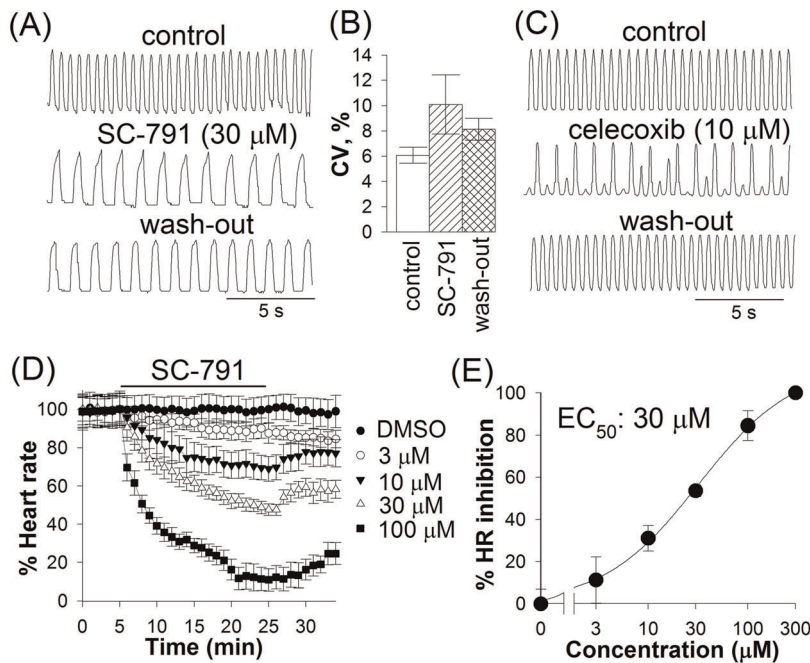 (A)
control
SC-791 (30 μM)
wash-out
5 s
(B)
14
12
10
8
6
4
2
0
CV, %
control
SC-791
wash-out
(C)
control
celecoxib (10 μM)
wash-out
5 s
(D)
SC-791
100
80
60
40
20
0
% Heart rate
0 5 10 15 20 25 30
Time (min)
DMSO
3 μM
10 μM
30 μM
100 μM
(E)
EC50: 30 μM
100
80
60
40
20
0
% HR inhibition
0 3 10 30 100 300
Concentration (μM)